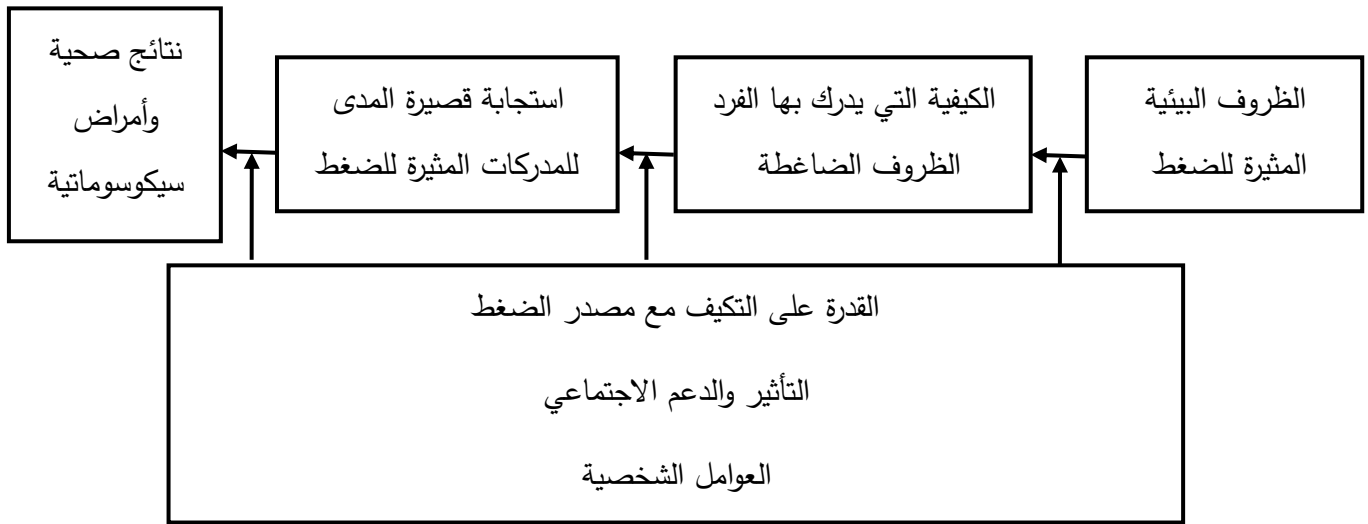 الظروف البيئية
المثيرة للضغط
الكيفية التي يدرك بها الفرد
الظروف الضاغطة
استجابة قصيرة المدى
للمدركات المثيرة للضغط
نتائج صحية
وأمراض
سيكوسوماتية
القدرة على التكيف مع مصدر الضغط
التأثير والدعم الاجتماعي
العوامل الشخصية